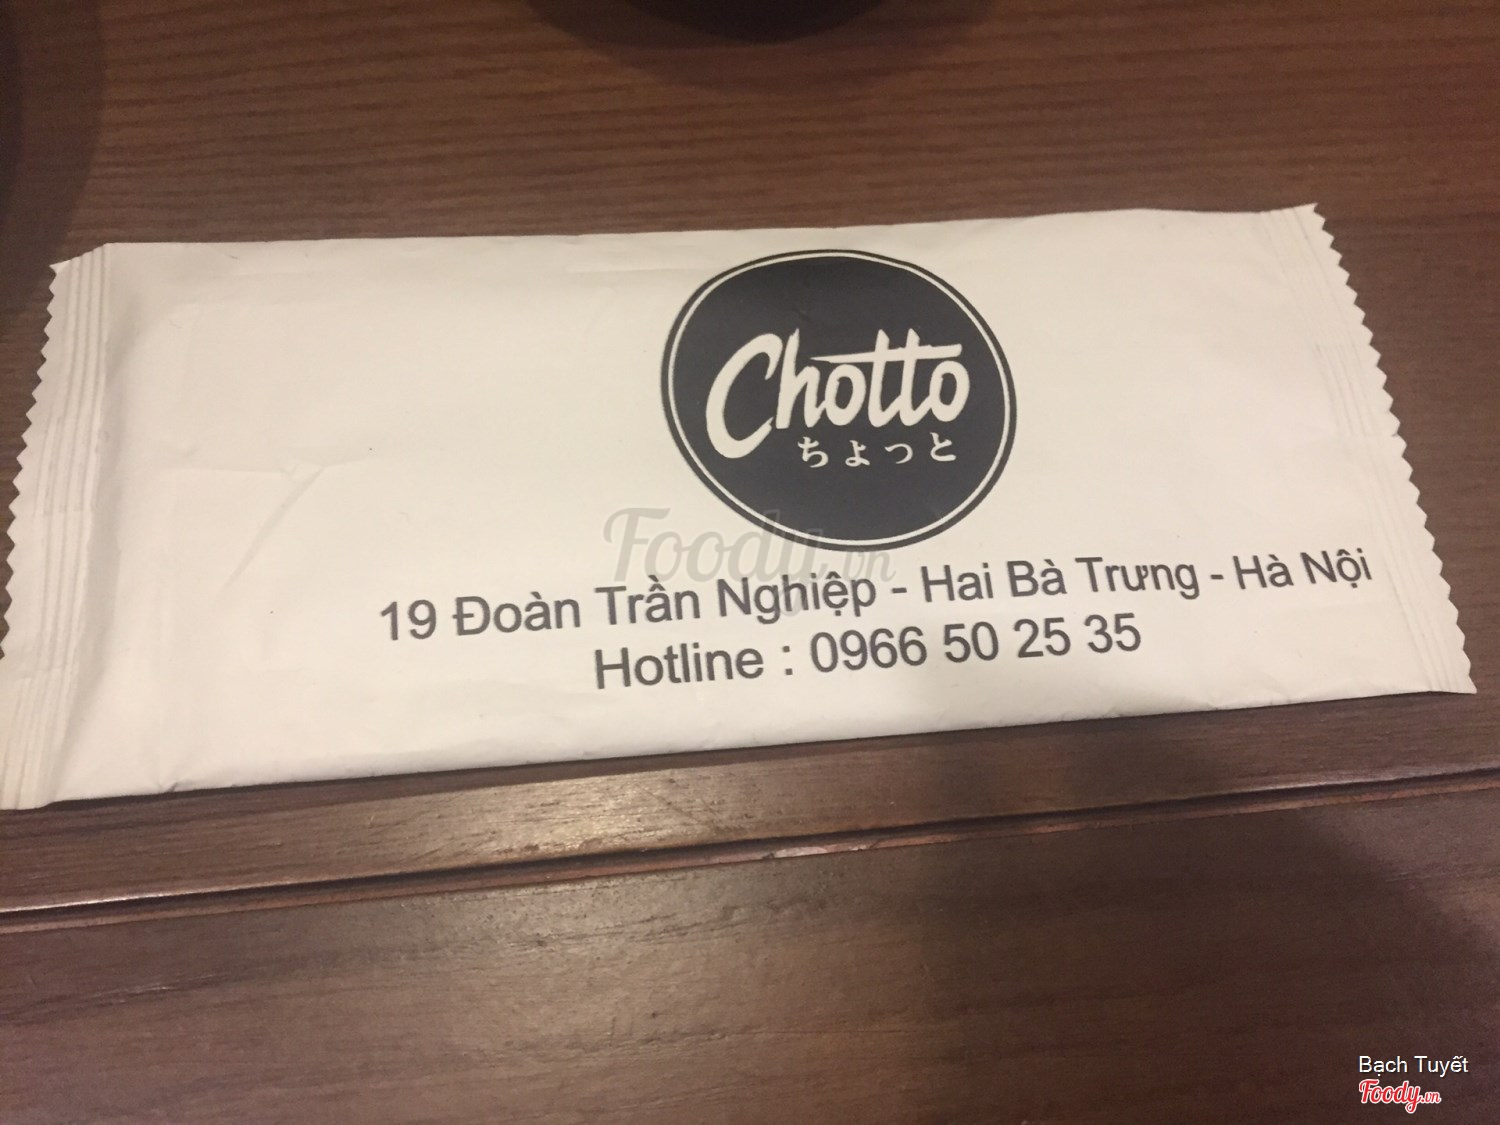 Chotto
ちょっと
Foody.vn
19 Đoàn Trần Nghiệp - Hai Bà Trưng - Hà Nội
Hotline : 0966 50 25 35
Bạch Tuyết
Foody.vn